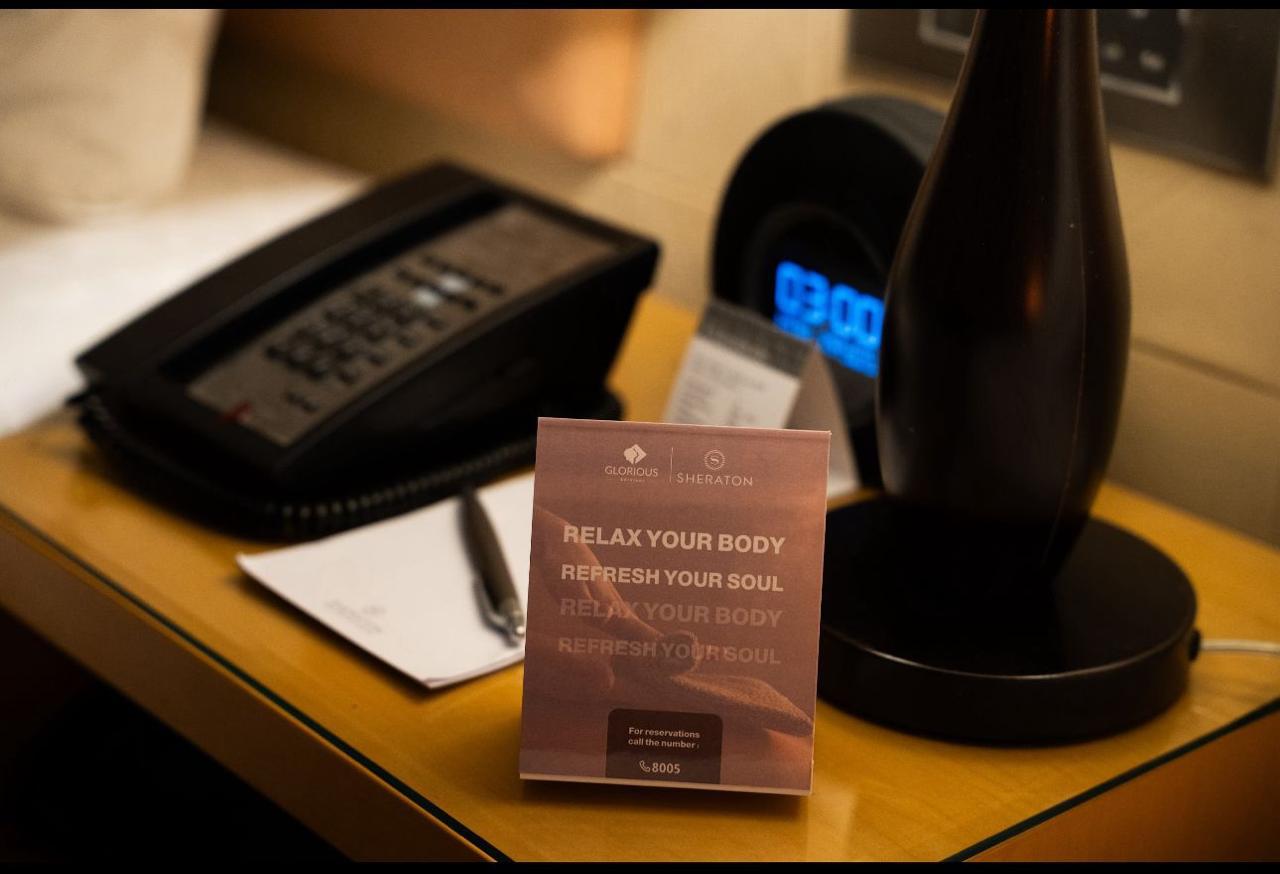 03:00
GLORIOUS
SHERATON
RELAX YOUR BODY
REFRESH YOUR SOUL
RELAX YOUR BODY
REFRESH YOUR SOUL
For reservations
call the number :
8005